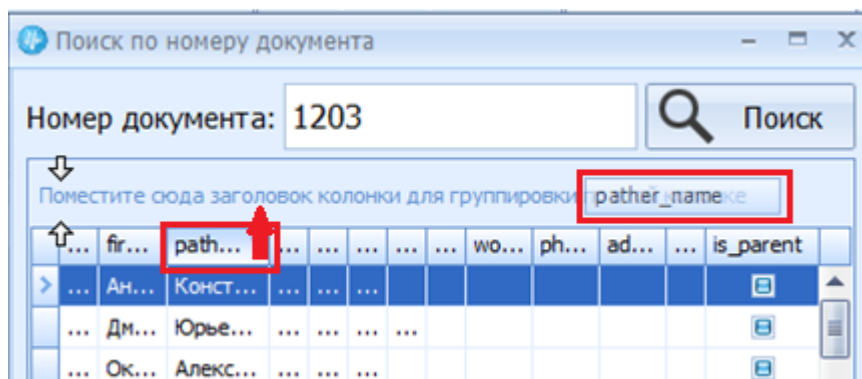 Поиск по номеру документа
Номер документа: 1203 Поиск
Поместите сюда заголовок колонки для группировки pather_name ке
... fir... path... ... ... ... ... ... wo... ph... ad... ... is_parent
... Ан... Конст... ... ... ...
... Дм... Юрье... ... ... ... ...
... Ок... Алекс... ... ... ...